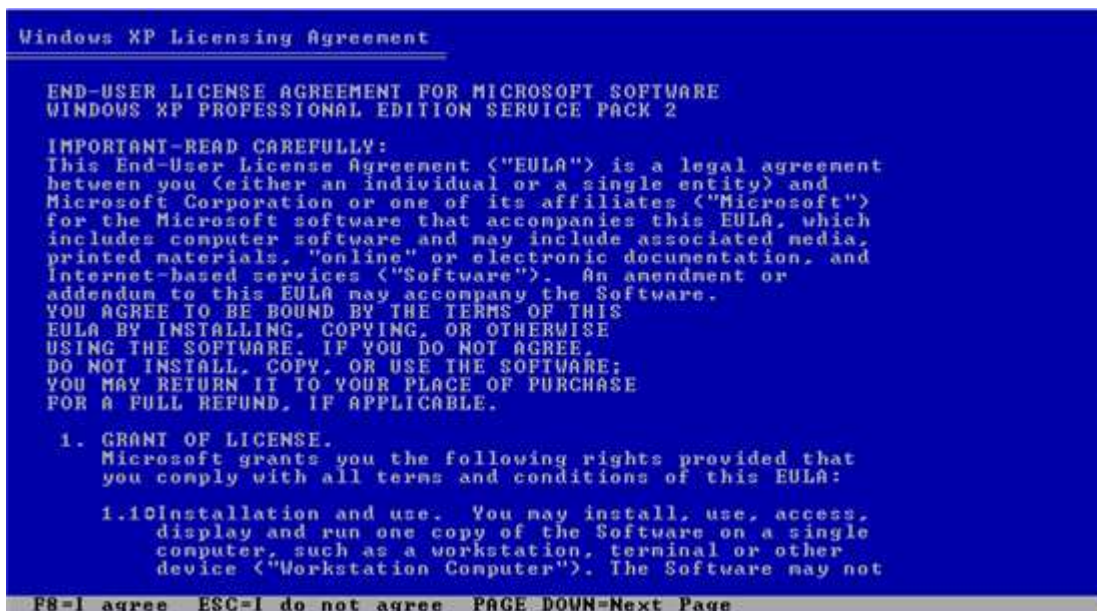 Windows XP Licensing Agreement
END-USER LICENSE AGREEMENT FOR MICROSOFT SOFTWARE
WINDOWS XP PROFESSIONAL EDITION SERVICE PACK 2
IMPORTANT-READ CAREFULLY:
This End-User License Agreement ("EULA") is a legal agreement
between you (either an individual or a single entity) and
Microsoft Corporation or one of its affiliates ("Microsoft")
for the Microsoft software that accompanies this EULA, which
includes computer software and may include associated media,
printed materials, "online" or electronic documentation, and
Internet-based services ("Software").  An amendment or
addendum to this EULA may accompany the Software.
YOU AGREE TO BE BOUND BY THE TERMS OF THIS
EULA BY INSTALLING, COPYING, OR OTHERWISE
USING THE SOFTWARE. IF YOU DO NOT AGREE,
DO NOT INSTALL, COPY, OR USE THE SOFTWARE;
YOU MAY RETURN IT TO YOUR PLACE OF PURCHASE
FOR A FULL REFUND, IF APPLICABLE.
1. GRANT OF LICENSE.
Microsoft grants you the following rights provided that
you comply with all terms and conditions of this EULA:
1.1○Installation and use.  You may install, use, access,
display and run one copy of the Software on a single
computer, such as a workstation, terminal or other
device ("Workstation Computer"). The Software may not
F8=I agree  ESC=I do not agree  PAGE DOWN=Next Page